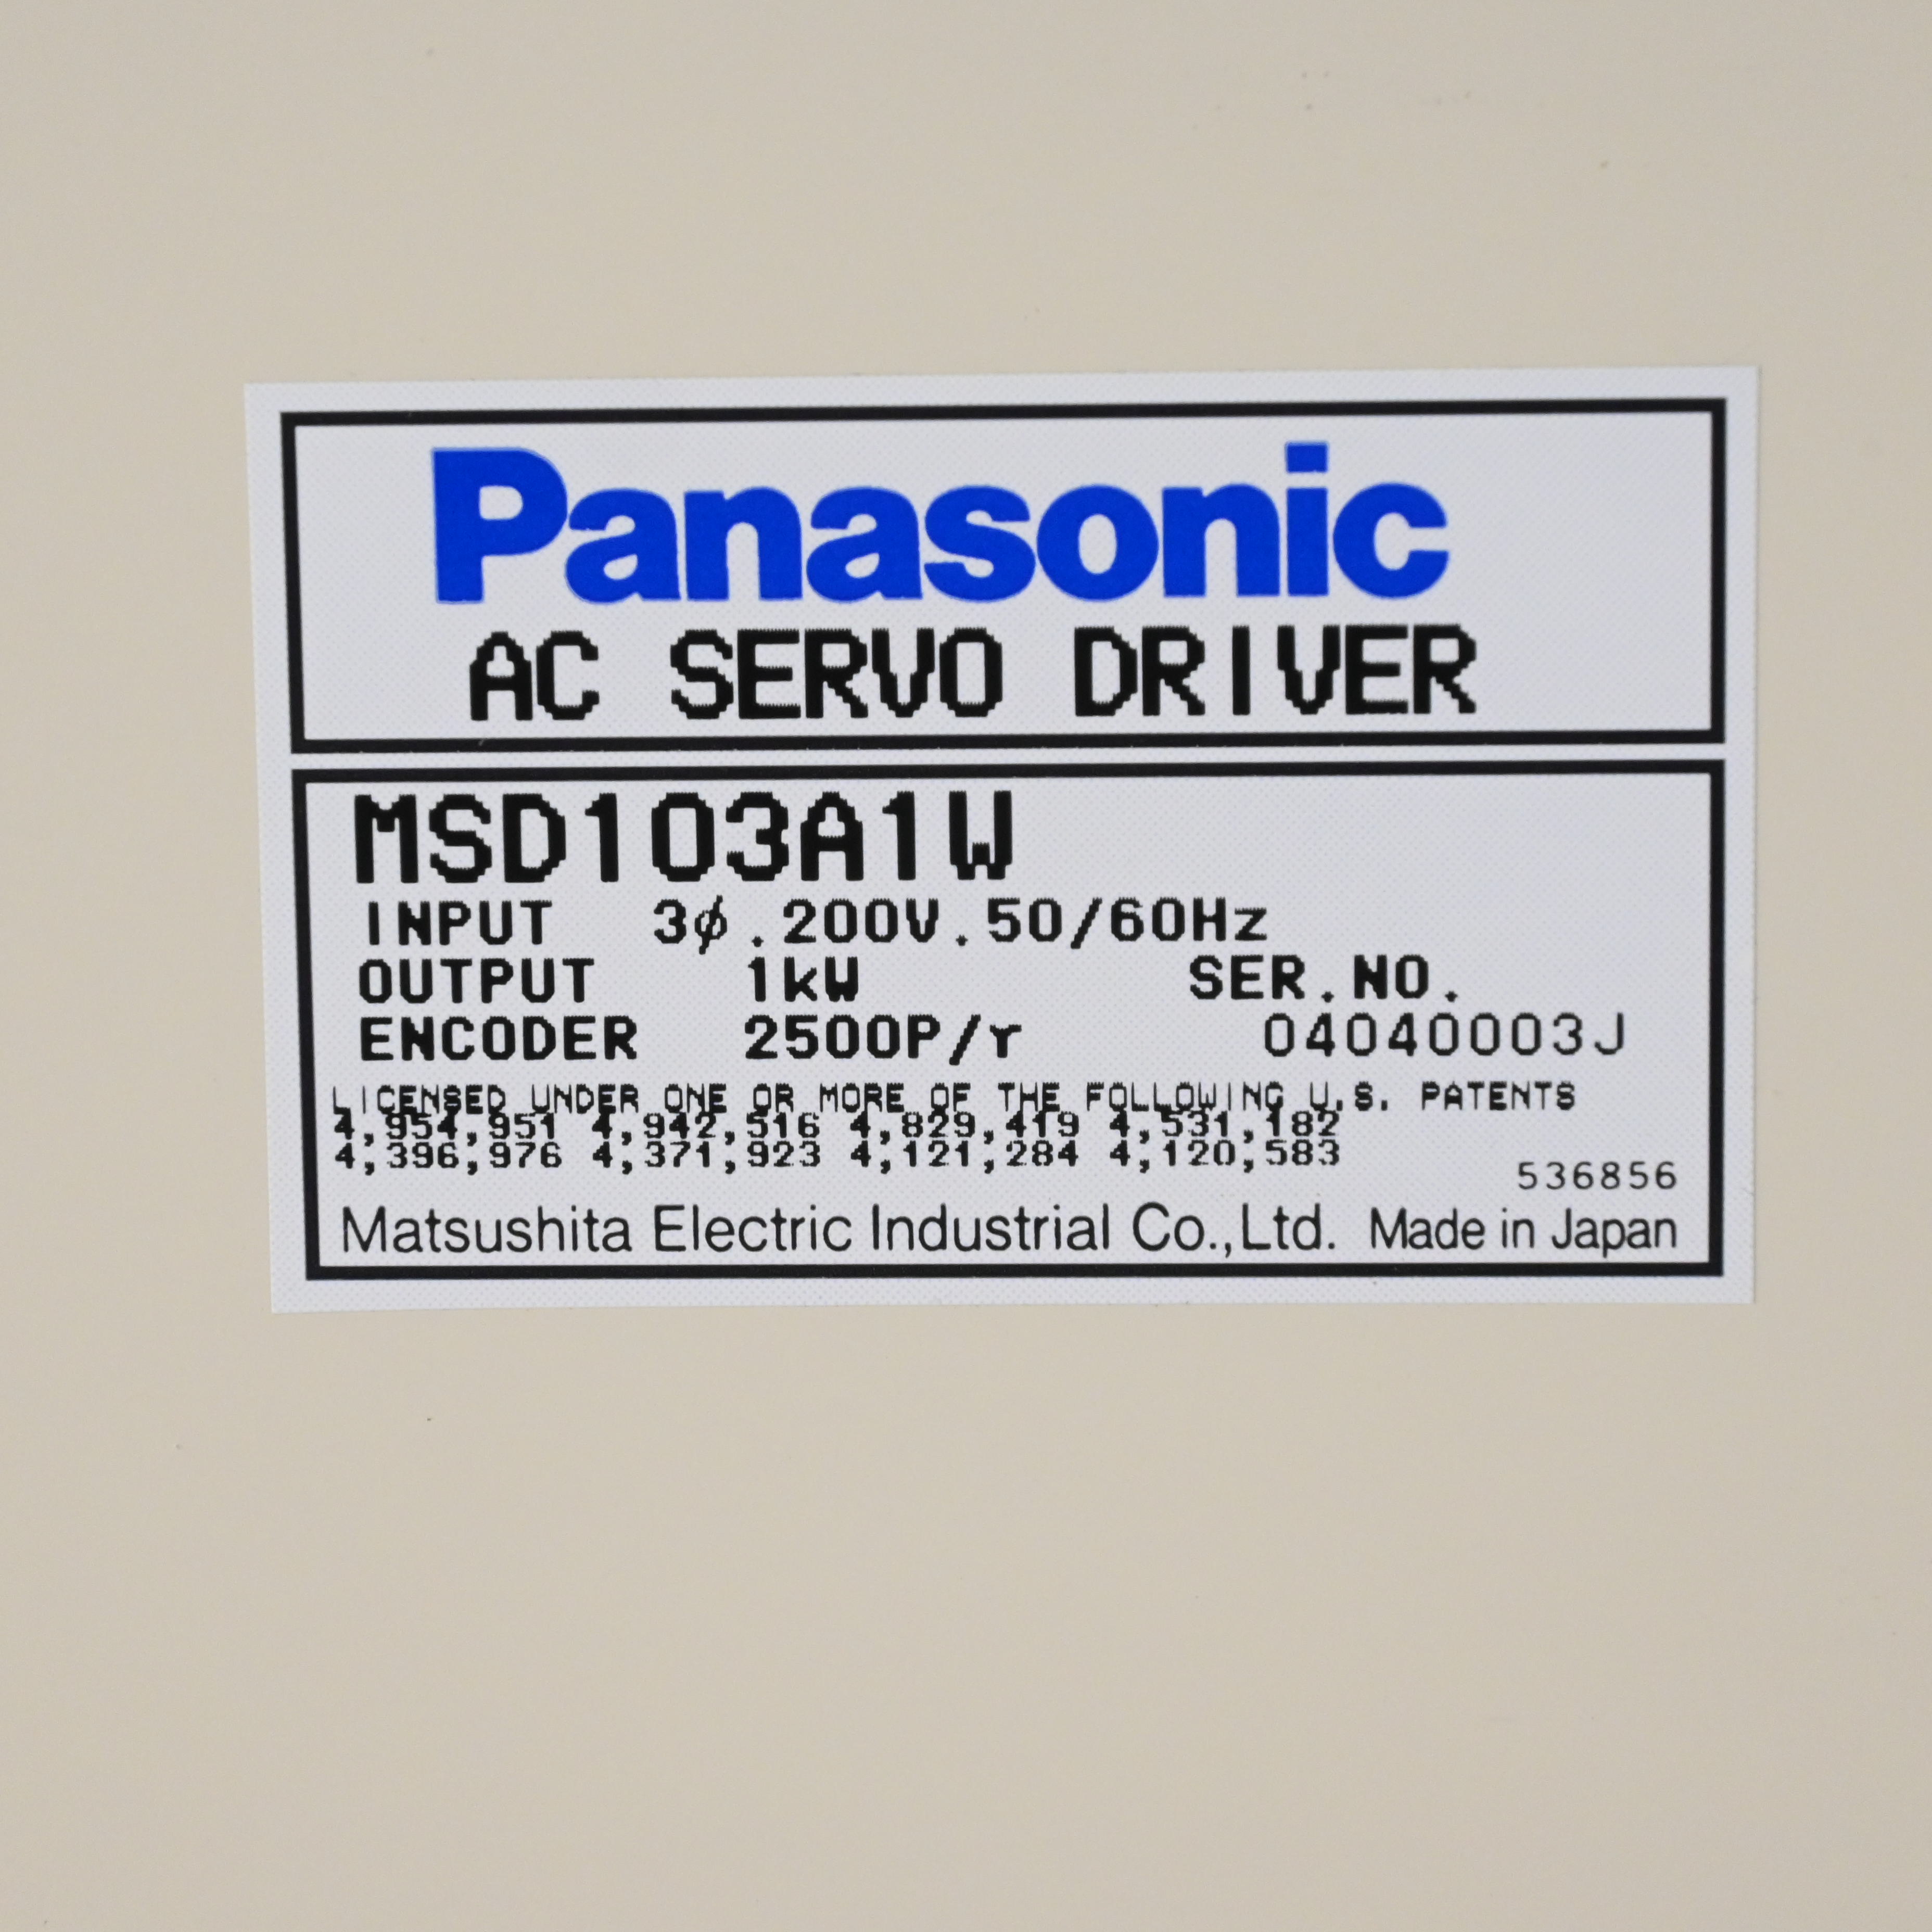 Panasonic
AC SERVO DRIVER
MSD103A1W
INPUT 3ϕ.200V.50/60Hz
OUTPUT 1kW SER.NO.
ENCODER 2500P/r 04040003J
LICENSED UNDER ONE OR MORE OF THE FOLLOWING U.S. PATENTS
4,954,951 4,942,516 4,829,419 4,531,182
4,396,976 4,371,923 4,121,284 4,120,583
536856
Matsushita Electric Industrial Co.,Ltd. Made in Japan